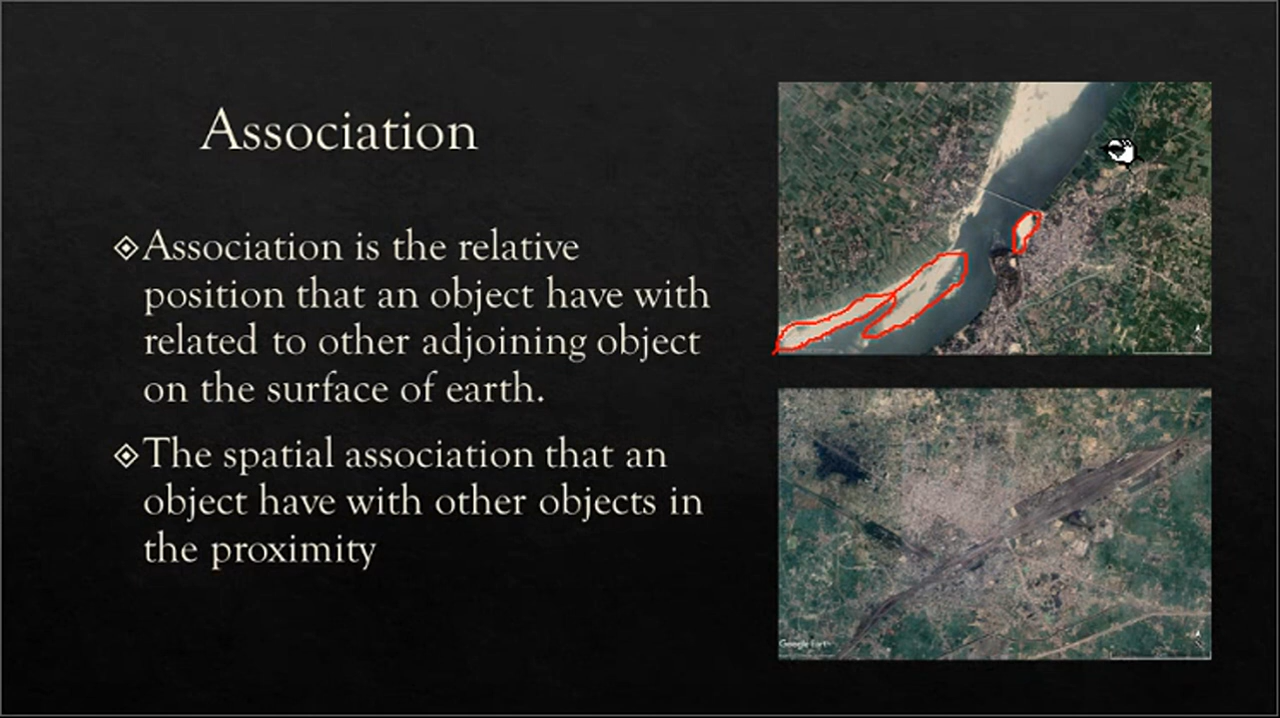 Association
Association is the relative
position that an object have with
related to other adjoining object
on the surface of earth.
The spatial association that an
object have with other objects in
the proximity
Google Earth